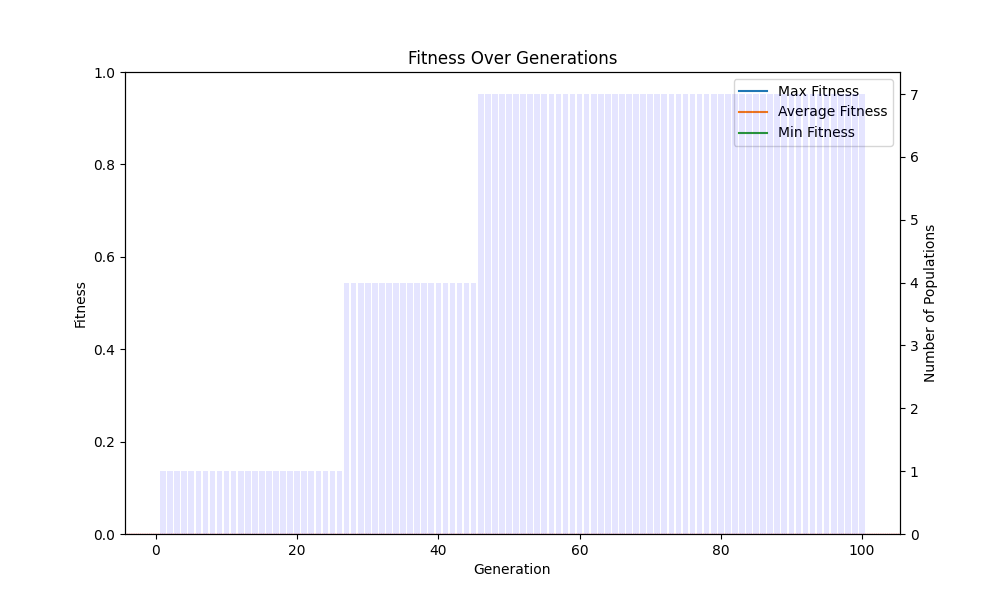 Fitness Over Generations
Max Fitness
Average Fitness
Min Fitness
1.0
0.8
0.6
0.4
0.2
0.0
Fitness
7
6
5
4
3
2
1
0
Number of Populations
0 20 40 60 80 100
Generation